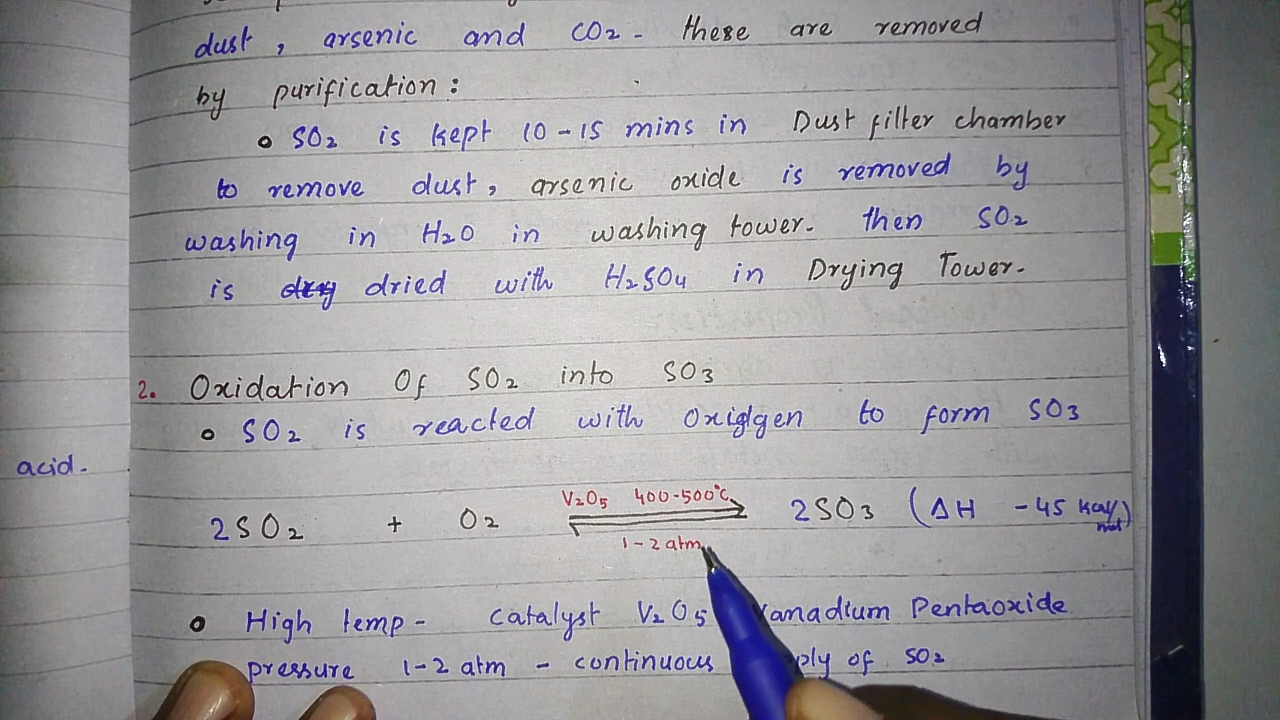 dust, arsenic and CO2. these are removed
by purification:
SO2 is kept 10-15 mins in Dust filter chamber
to remove dust, arsenic oxide is removed by
washing in H2O in washing tower. then SO2
is dried with H2SO4 in Drying Tower.
2. Oxidation Of SO2 into SO3
SO2 is reacted with Oxiggen to form SO3
acid.
V2O5 400-500°C
2SO2 + O2 ⇌ 2SO3 (ΔH -45 Kcal/
mol)
1-2 atm
High temp - catalyst V2O5 Vanadium Pentaoxide
pressure 1-2 atm - continuous of SO2